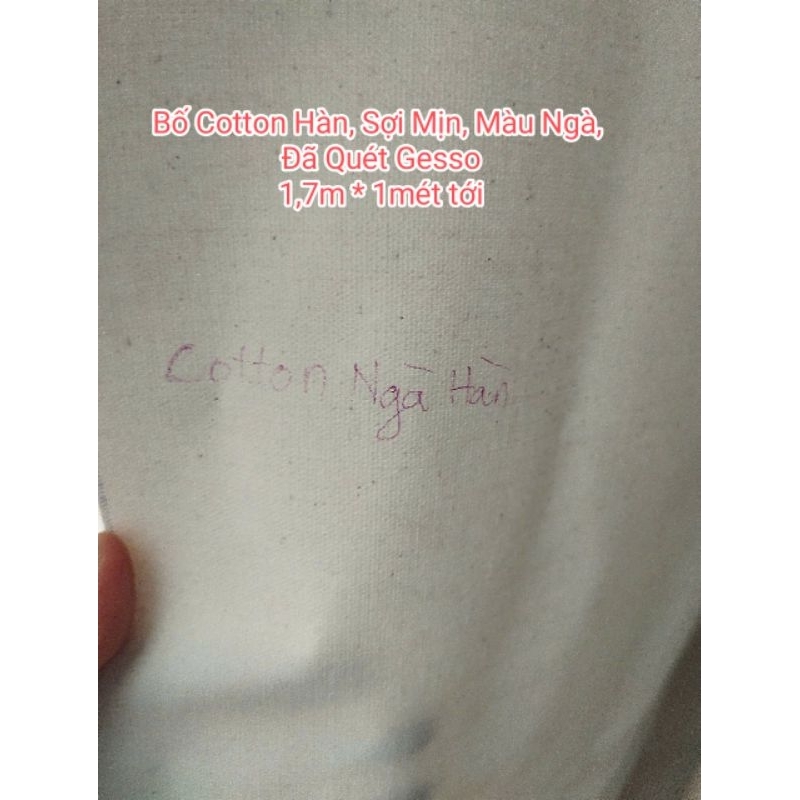 Bố Cotton Hàn, Sợi Mịn, Màu Ngà,
Đã Quét Gesso
1,7m * 1mét tới
Cotton Ngà Hàn